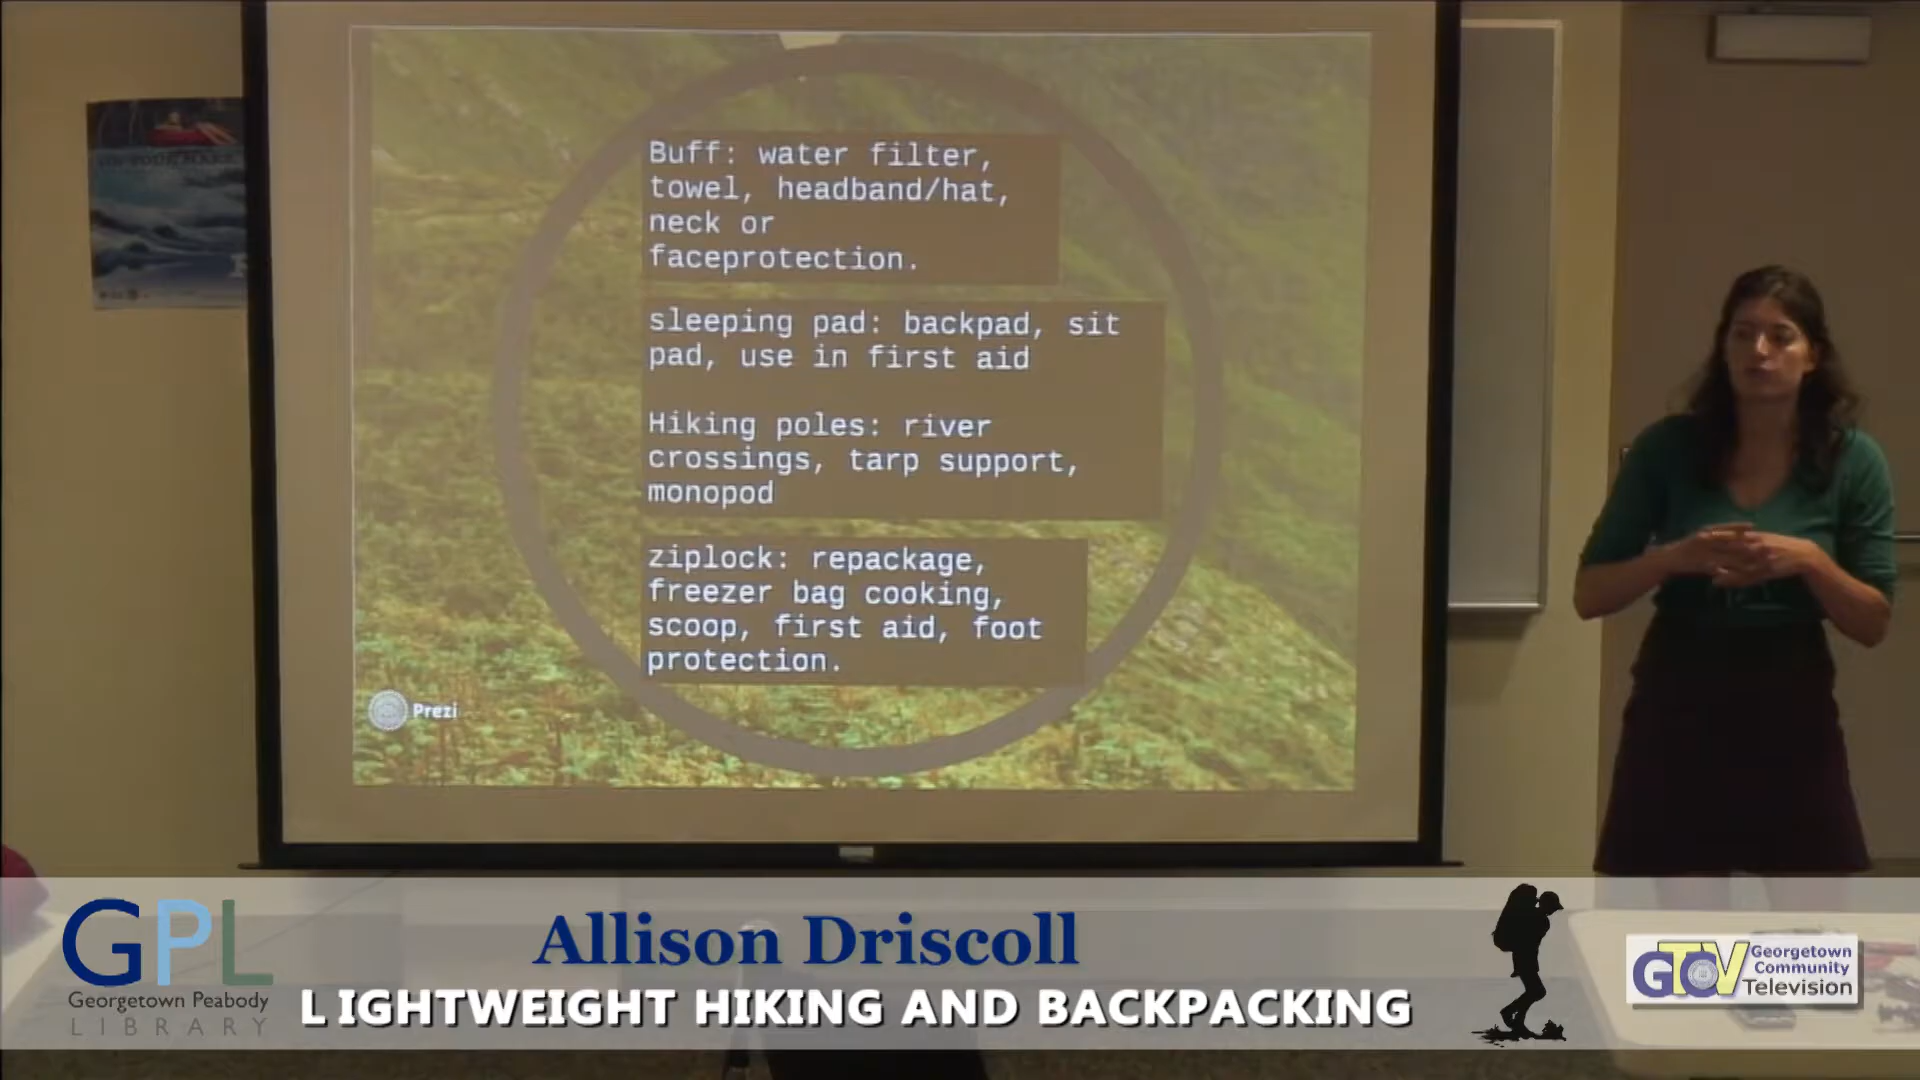 Buff: water filter,
towel, headband/hat,
neck or
faceprotection.
sleeping pad: backpad, sit
pad, use in first aid
Hiking poles: river
crossings, tarp support,
monopod
ziplock: repackage,
freezer bag cooking,
scoop, first aid, foot
protection.
Prezi
GPL
Georgetown Peabody
LIBRARY
Allison Driscoll
L IGHTWEIGHT HIKING AND BACKPACKING
GCTV
Georgetown
Community
Television